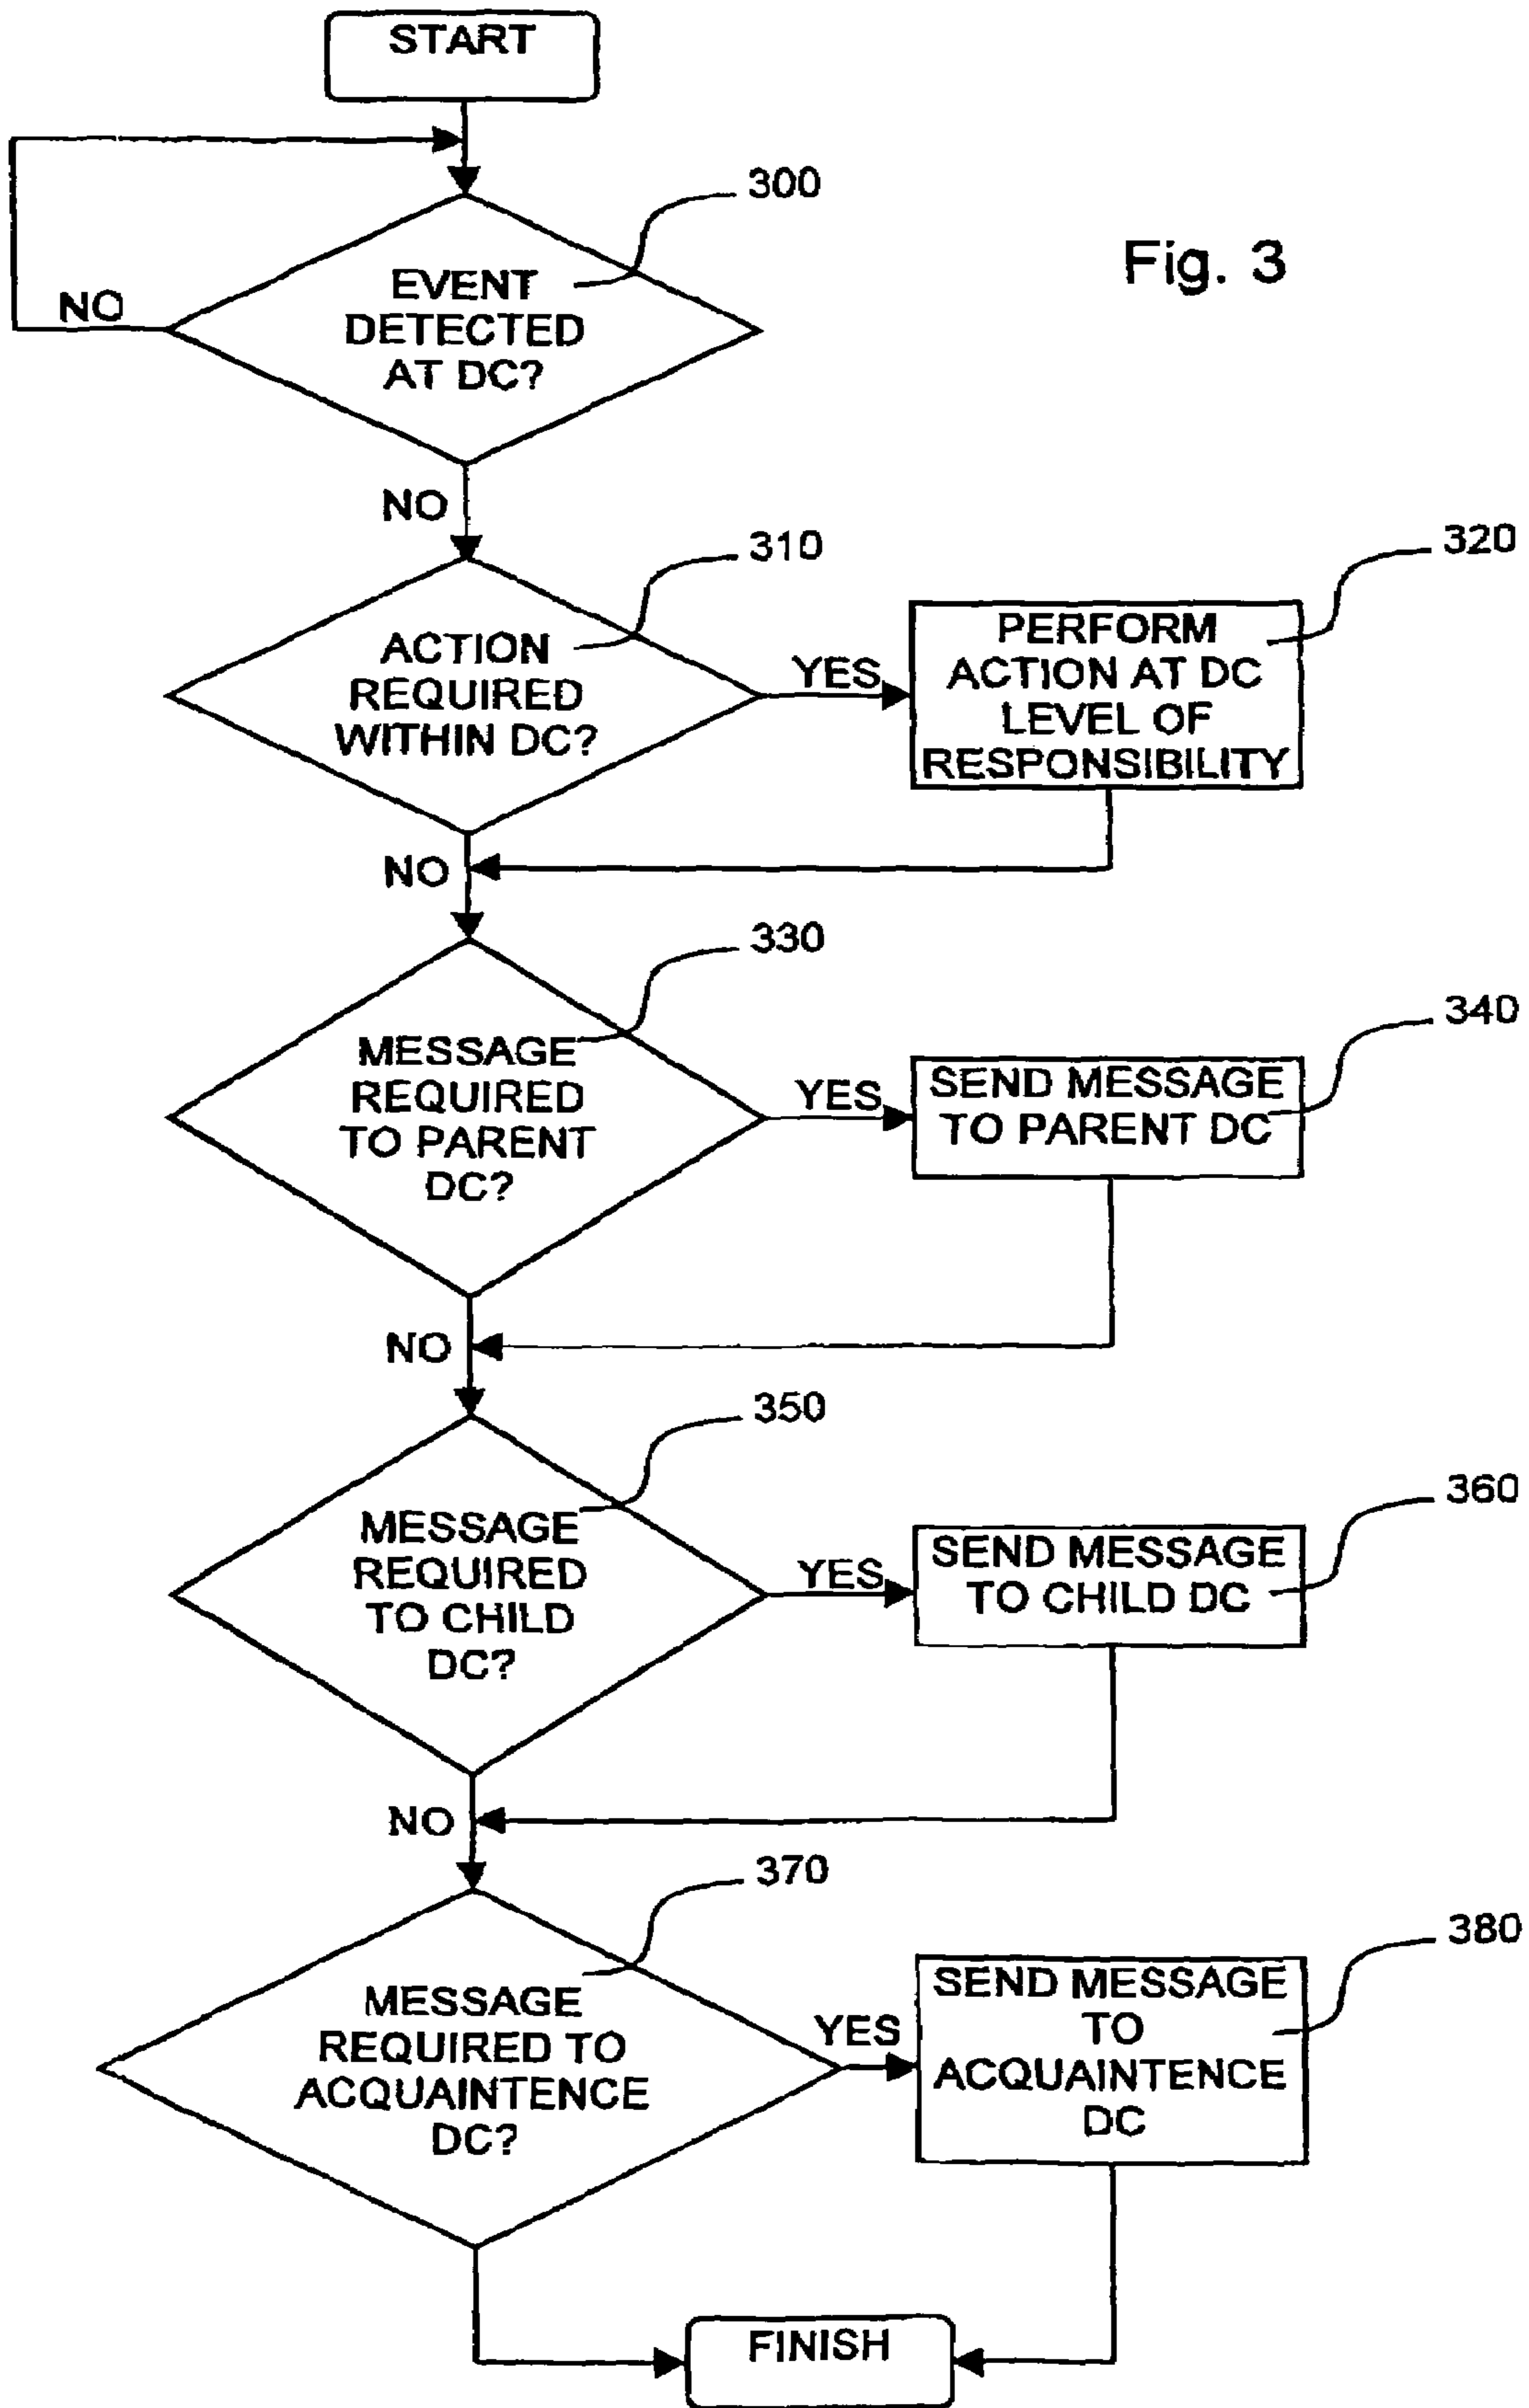 START
300
Fig. 3
EVENT
DETECTED
AT DC?
NO
NO
310
ACTION
REQUIRED
WITHIN DC?
YES
320
PERFORM
ACTION AT DC
LEVEL OF
RESPONSIBILITY
NO
330
MESSAGE
REQUIRED
TO PARENT
DC?
YES
340
SEND MESSAGE
TO PARENT DC
NO
350
MESSAGE
REQUIRED
TO CHILD
DC?
YES
360
SEND MESSAGE
TO CHILD DC
NO
370
MESSAGE
REQUIRED TO
ACQUAINTENCE
DC?
YES
380
SEND MESSAGE
TO
ACQUAINTENCE
DC
FINISH